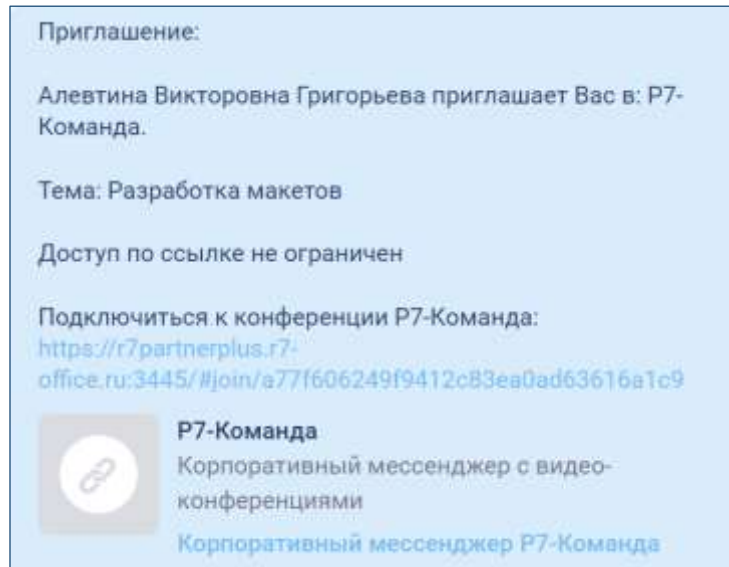 Приглашение:
Алевтина Викторовна Григорьева приглашает Вас в: Р7-
Команда.
Тема: Разработка макетов
Доступ по ссылке не ограничен
Подключиться к конференции Р7-Команда:
https://r7partnerplus.r7-
office.ru:3445/#join/a77f606249f9412c83ea0ad63616a1c9
Р7-Команда
Корпоративный мессенджер с видео-
конференциями
Корпоративный мессенджер Р7-Команда